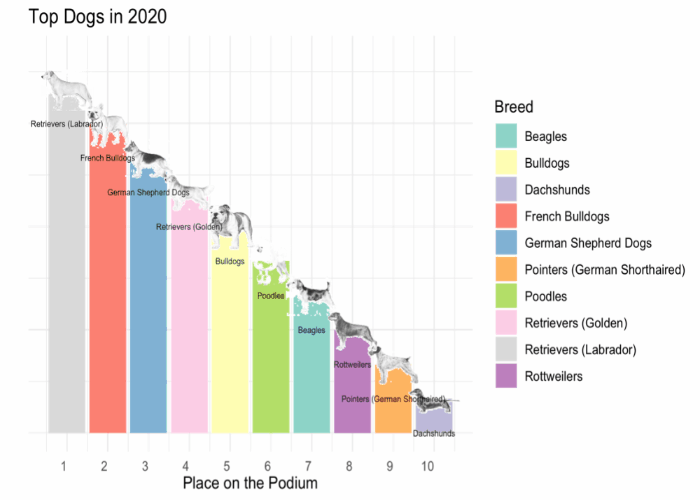 Top Dogs in 2020
Retrievers (Labrador)
French Bulldogs
German Shepherd Dogs
Retrievers (Golden)
Bulldogs
Poodles
Beagles
Rottweilers
Pointers (German Shorthaired)
Dachshunds
1 2 3 4 5 6 7 8 9 10
Place on the Podium
Breed
Beagles
Bulldogs
Dachshunds
French Bulldogs
German Shepherd Dogs
Pointers (German Shorthaired)
Poodles
Retrievers (Golden)
Retrievers (Labrador)
Rottweilers